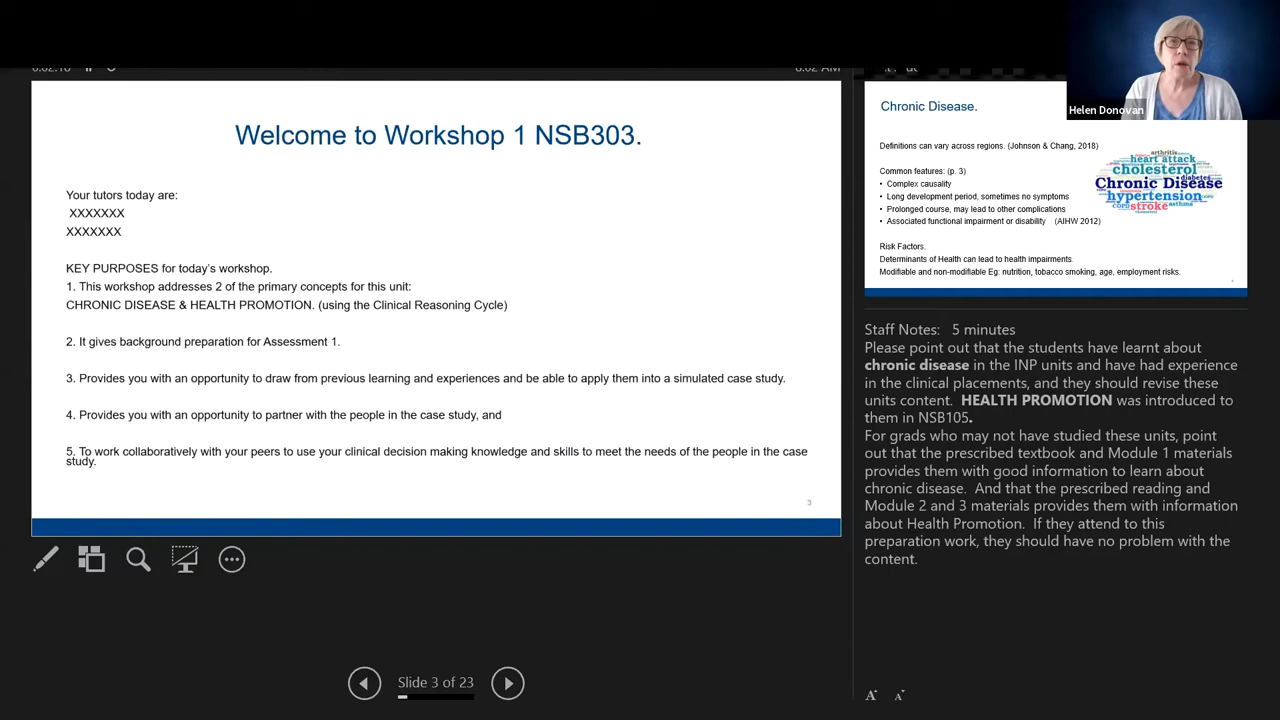 Helen Donovan
Welcome to Workshop 1 NSB303.
Your tutors today are:
XXXXXXX
XXXXXXX
KEY PURPOSES for today's workshop.
1. This workshop addresses 2 of the primary concepts for this unit:
CHRONIC DISEASE & HEALTH PROMOTION. (using the Clinical Reasoning Cycle)
2. It gives background preparation for Assessment 1.
3. Provides you with an opportunity to draw from previous learning and experiences and be able to apply them into a simulated case study.
4. Provides you with an opportunity to partner with the people in the case study, and
5. To work collaboratively with your peers to use your clinical decision making knowledge and skills to meet the needs of the people in the case
study.
3
Slide 3 of 23
Chronic Disease.
Definitions can vary across regions. (Johnson & Chang, 2018)
Common features: (p. 3)
• Complex causality
• Long development period, sometimes no symptoms
• Prolonged course, may lead to other complications
• Associated functional impairment or disability (AIHW 2012)
Risk Factors.
Determinants of Health can lead to health impairments.
Modifiable and non-modifiable Eg: nutrition, tobacco smoking, age, employment risks.
arthritis
heart attack
cholesterol
diabetes
Chronic Disease
hypertension
COPD
stroke
asthma
Staff Notes: 5 minutes
Please point out that the students have learnt about
chronic disease in the INP units and have had experience
in the clinical placements, and they should revise these
units content. HEALTH PROMOTION was introduced to
them in NSB105.
For grads who may not have studied these units, point
out that the prescribed textbook and Module 1 materials
provides them with good information to learn about
chronic disease. And that the prescribed reading and
Module 2 and 3 materials provides them with information
about Health Promotion. If they attend to this
preparation work, they should have no problem with the
content.
A A